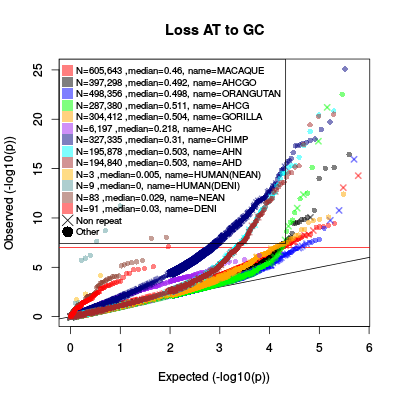 Loss AT to GC
Observed (-log10(p))
25
20
15
10
5
0
N=605,643 ,median=0.46, name=MACAQUE
N=397,298 ,median=0.492, name=AHCGO
N=498,356 ,median=0.498, name=ORANGUTAN
N=287,380 ,median=0.511, name=AHCG
N=304,412 ,median=0.504, name=GORILLA
N=6,197 ,median=0.218, name=AHC
N=327,335 ,median=0.31, name=CHIMP
N=195,878 ,median=0.503, name=AHN
N=194,840 ,median=0.503, name=AHD
N=3 ,median=0.005, name=HUMAN(NEAN)
N=9 ,median=0, name=HUMAN(DENI)
N=83 ,median=0.029, name=NEAN
N=91 ,median=0.03, name=DENI
Non repeat
Other
0 1 2 3 4 5 6
Expected (-log10(p))